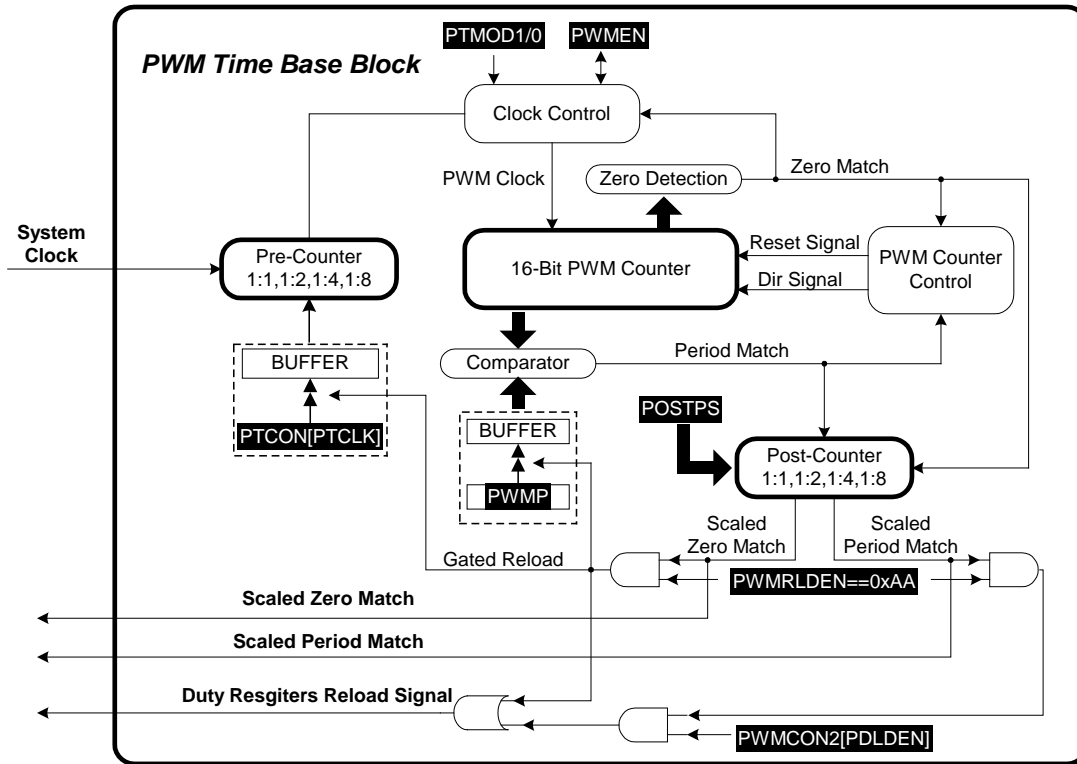 PTMOD1/0
PWMEN
PWM Time Base Block
Clock Control
Zero Match
PWM Clock
Zero Detection
System
Clock
Pre-Counter
1:1,1:2,1:4,1:8
16-Bit PWM Counter
Reset Signal
Dir Signal
PWM Counter
Control
BUFFER
PTCON[PTCLK]
Comparator
Period Match
BUFFER
PWMP
POSTPS
Post-Counter
1:1,1:2,1:4,1:8
Scaled
Zero Match
Scaled
Period Match
Gated Reload
PWMRLDEN==0xAA
Scaled Zero Match
Scaled Period Match
Duty Resgiters Reload Signal
PWMCON2[PDLDEN]